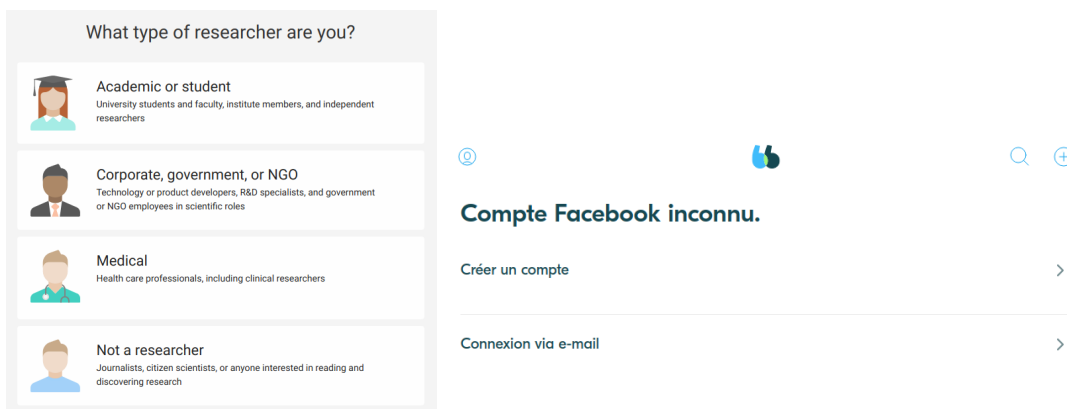 What type of researcher are you?
Academic or student
University students and faculty, institute members, and independent
researchers
Corporate, government, or NGO
Technology or product developers, R&D specialists, and government
or NGO employees in scientific roles
Medical
Health care professionals, including clinical researchers
Not a researcher
Journalists, citizen scientists, or anyone interested in reading and
discovering research
Compte Facebook inconnu.
Créer un compte
Connexion via e-mail